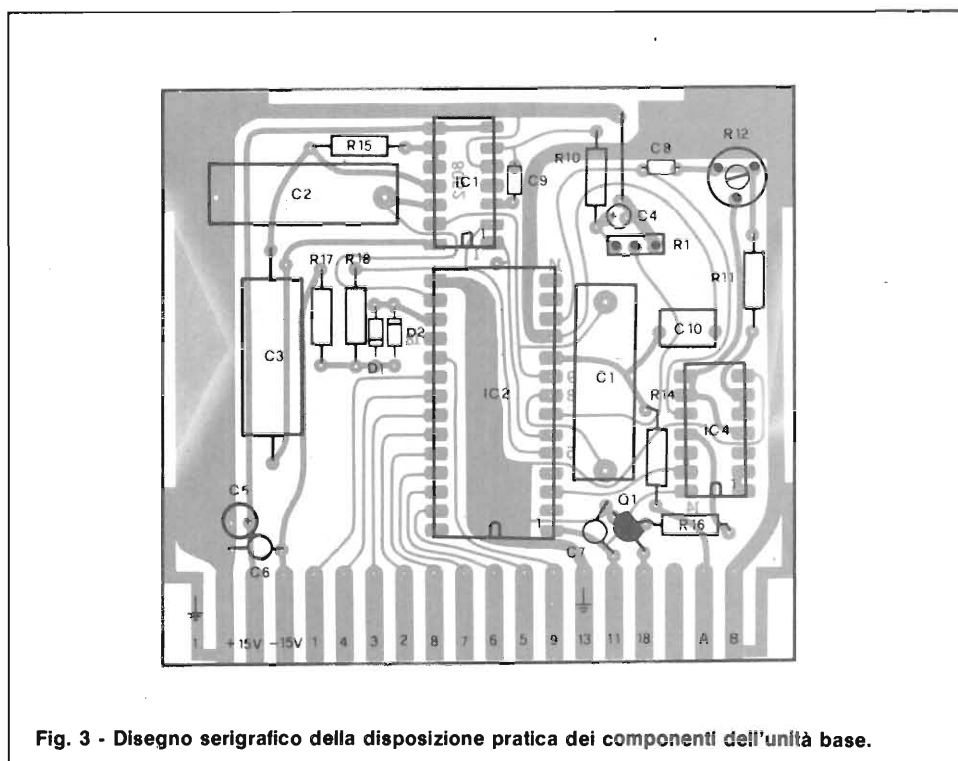 R12
R15
R10
C8
IC1
C9
C2
C4
R1
R17
R18
R11
D2
C10
C3
D1
IC2
C1
R14
IC4
1
1
Q1
R16
C5
C7
C6
1 +15V -15V 1 4 3 2 8 7 6 5 9 13 11 18 A B
Fig. 3 - Disegno serigrafico della disposizione pratica dei componenti dell'unità base.